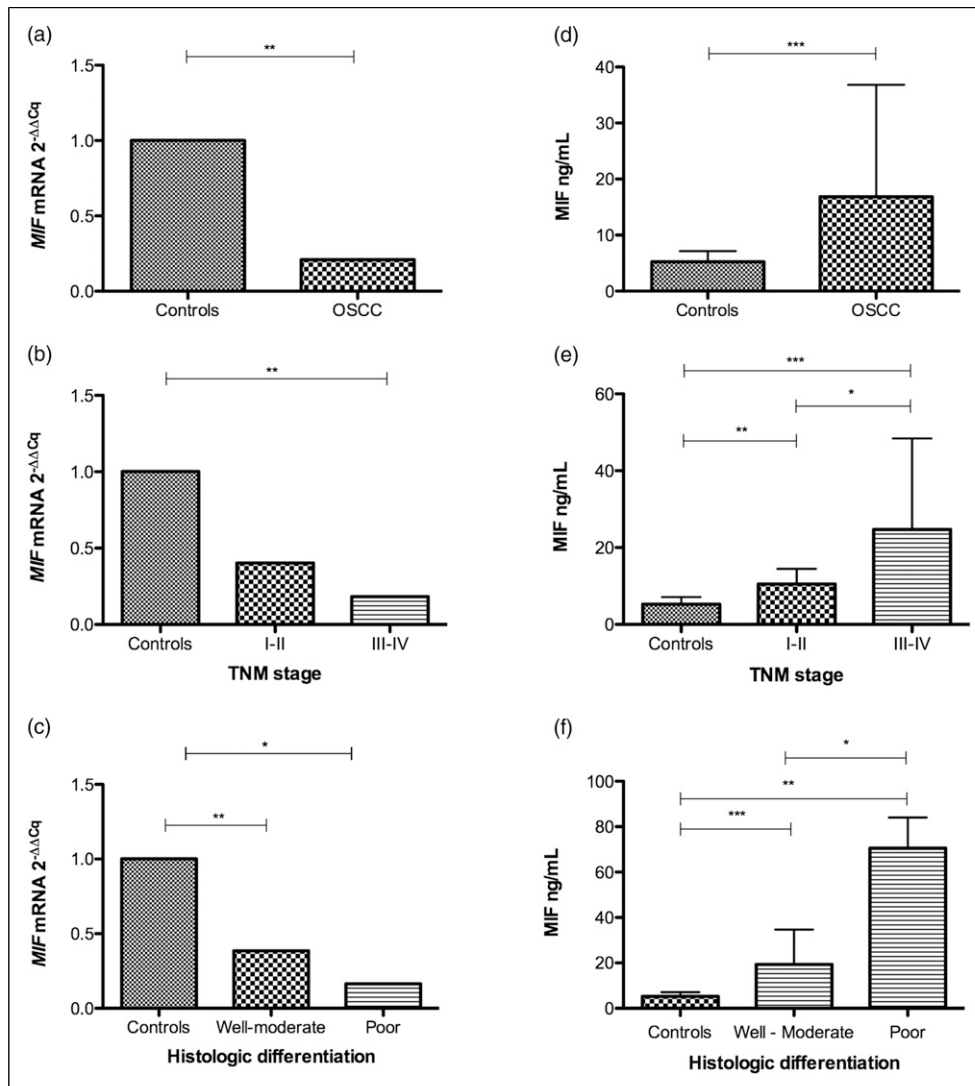 (a)
**
1.5
1.0
0.5
0.0
MIF mRNA 2-ΔΔCq
Controls OSCC
(b)
**
1.5
1.0
0.5
0.0
MIF mRNA 2-ΔΔCq
Controls I-II III-IV
TNM stage
(c)
*
**
1.5
1.0
0.5
0.0
MIF mRNA 2-ΔΔCq
Controls Well-moderate Poor
Histologic differentiation
(d)
***
40
30
20
10
0
MIF ng/mL
Controls OSCC
(e)
***
*
**
60
40
20
0
MIF ng/mL
Controls I-II III-IV
TNM stage
(f)
*
**
***
100
80
60
40
20
0
MIF ng/mL
Controls Well - Moderate Poor
Histologic differentiation